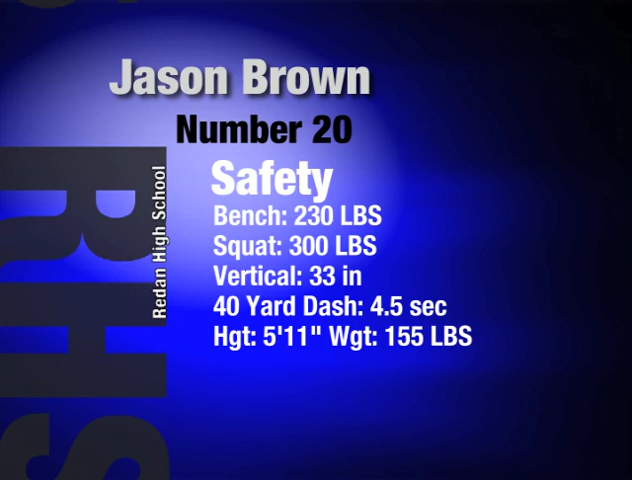 Jason Brown
Number 20
Safety
Bench: 230 LBS
Squat: 300 LBS
Vertical: 33 in
40 Yard Dash: 4.5 sec
Hgt: 5'11" Wgt: 155 LBS
Redan High School
RHS